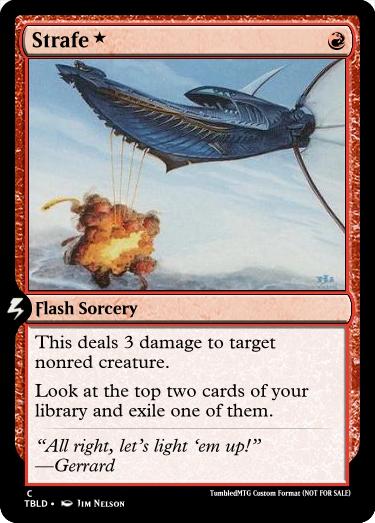 Strafe ★
Flash Sorcery
This deals 3 damage to target
nonred creature.
Look at the top two cards of your
library and exile one of them.
“All right, let’s light ‘em up!”
—Gerrard
C
TBLD • Jim Nelson
TumbledMTG Custom Format (NOT FOR SALE)